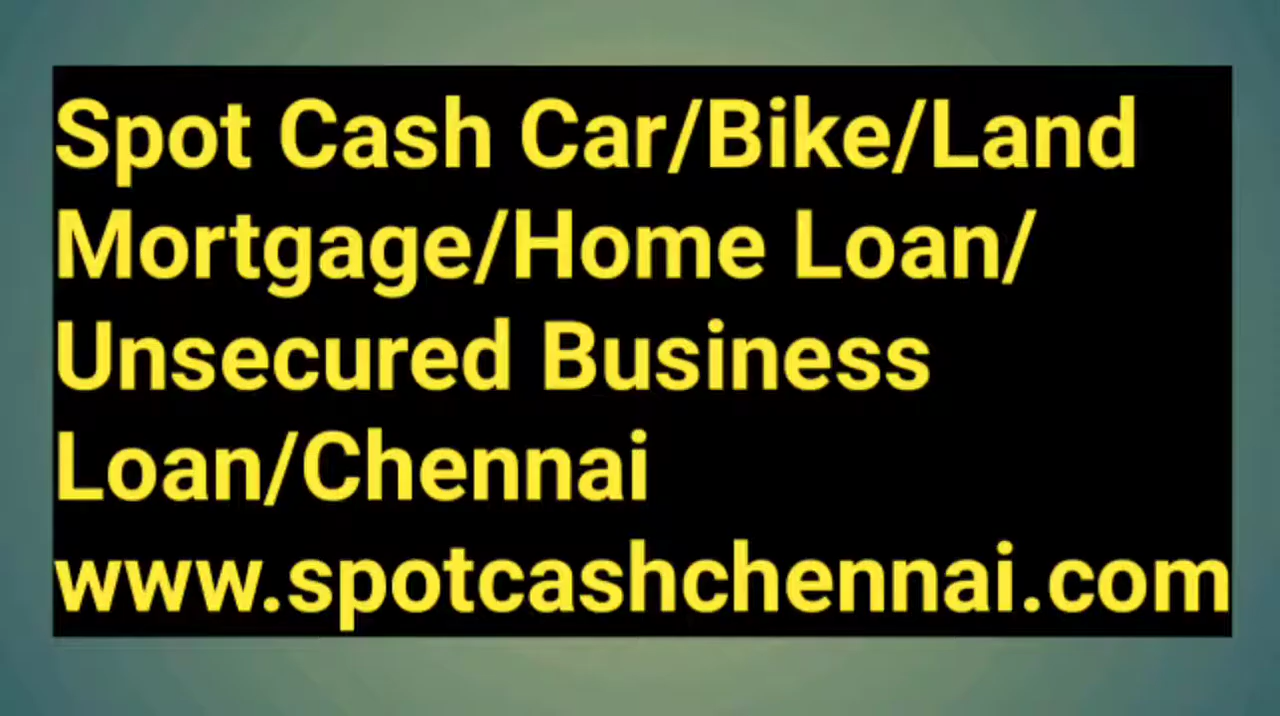 Spot Cash Car/Bike/Land
Mortgage/Home Loan/
Unsecured Business
Loan/Chennai
www.spotcashchennai.com